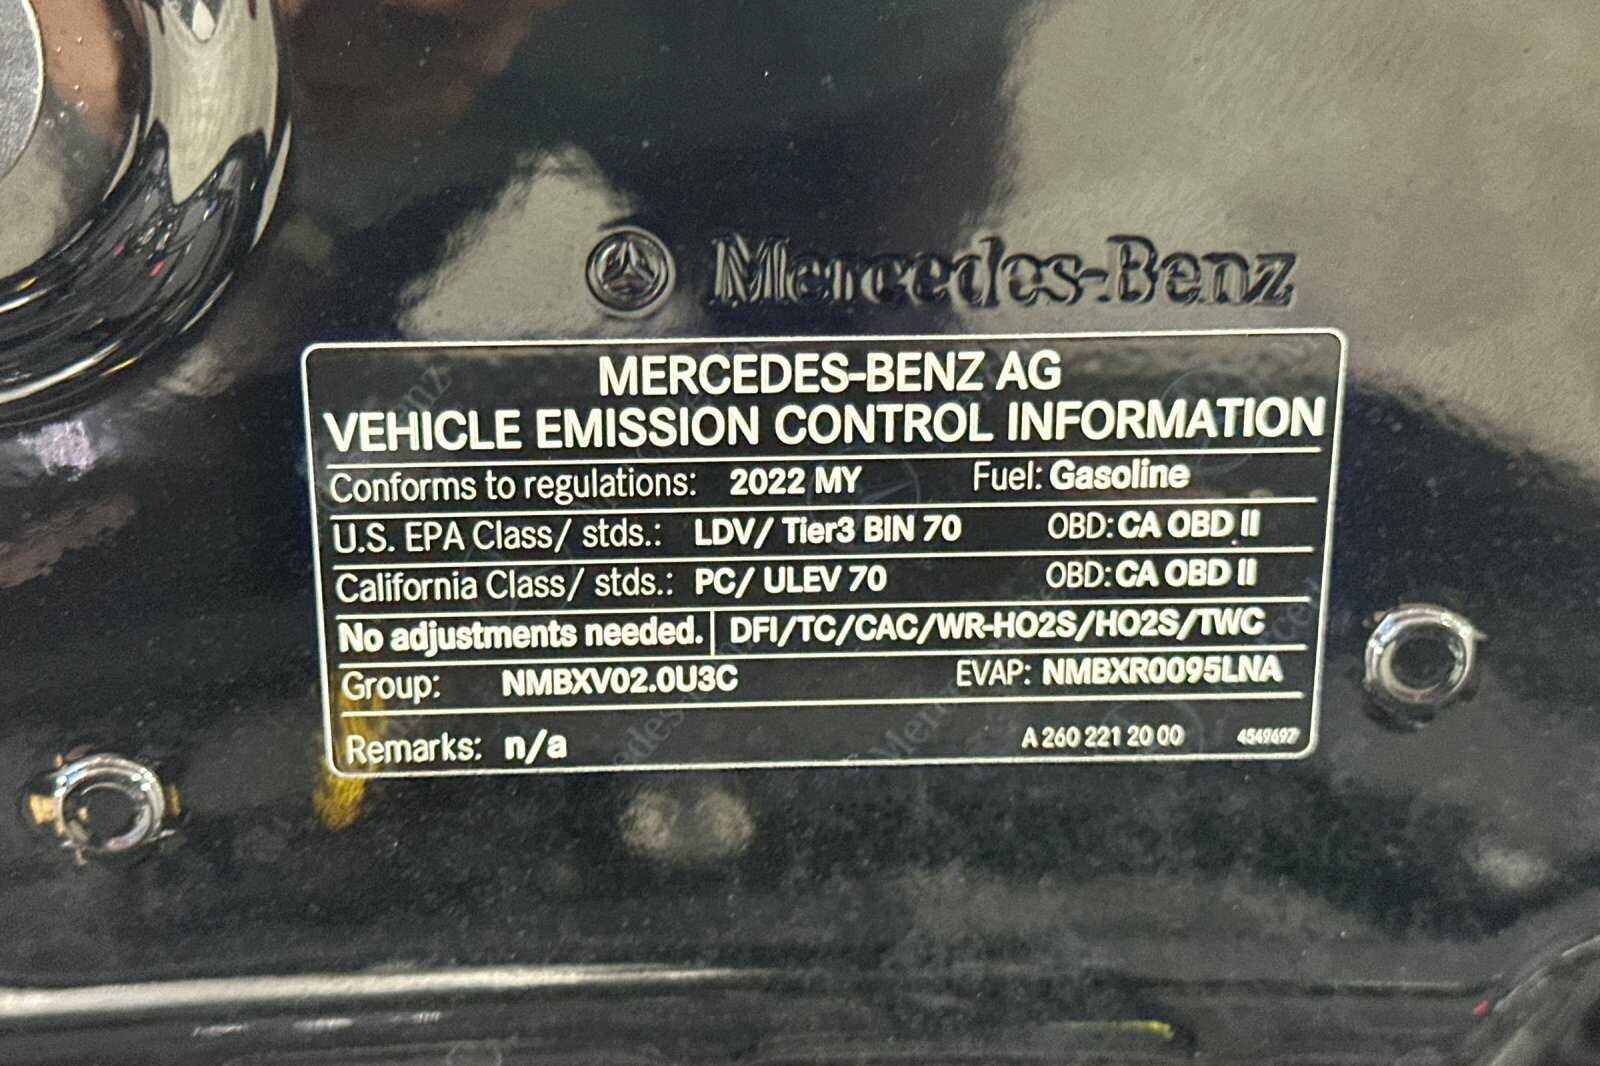 Mercedes-Benz
MERCEDES-BENZ AG
VEHICLE EMISSION CONTROL INFORMATION
Conforms to regulations: 2022 MY Fuel: Gasoline
U.S. EPA Class/ stds.: LDV/ Tier3 BIN 70 OBD: CA OBD II
California Class/ stds.: PC/ ULEV 70 OBD: CA OBD II
No adjustments needed. DFI/TC/CAC/WR-HO2S/HO2S/TWC
Group: NMBXV02.0U3C EVAP: NMBXR0095LNA
Remarks: n/a A 260 221 20 00 4549697